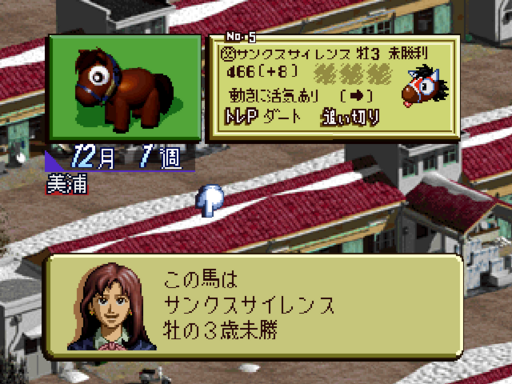 No. 5
サンクスサイレンス 牡3 未勝利
466(+8)
動きに活気あり (➡)
トレP ダート 追い切り
12月 1週
美浦
この馬は
サンクスサイレンス
牡の3歳未勝